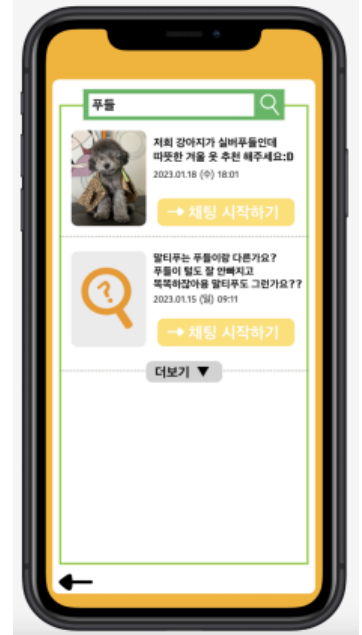 푸들
저희 강아지가 실버푸들인데
따뜻한 겨울 옷 추천 해주세요:D
2023.01.18 (수) 18:01
→ 채팅 시작하기
말티푸는 푸들이랑 다른가요?
푸들이 털도 잘 안빠지고
똑똑하잖아용 말티푸도 그런가요??
2023.01.15 (일) 09:11
→ 채팅 시작하기
더보기 ▼